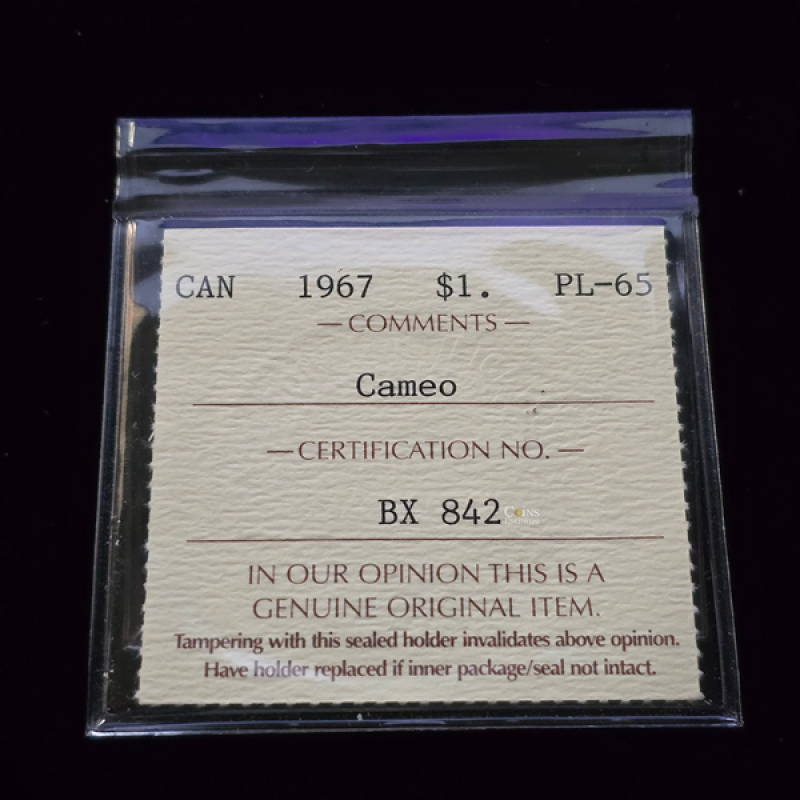 CAN 1967 $1. PL-65
— COMMENTS —
Cameo
— CERTIFICATION NO. —
BX 842
COINS
IN OUR OPINION THIS IS A
GENUINE ORIGINAL ITEM.
Tampering with this sealed holder invalidates above opinion.
Have holder replaced if inner package/seal not intact.